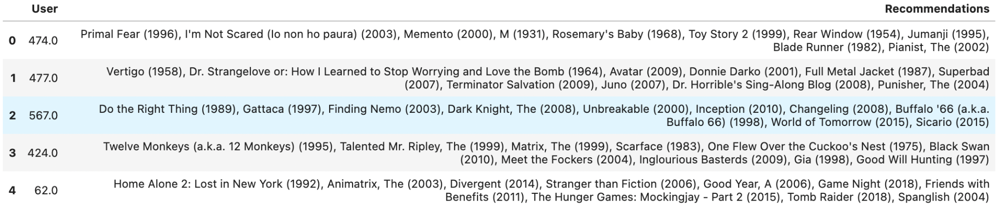 User Recommendations
0 474.0 Primal Fear (1996), I'm Not Scared (Io non ho paura) (2003), Memento (2000), M (1931), Rosemary's Baby (1968), Toy Story 2 (1999), Rear Window (1954), Jumanji (1995),
Blade Runner (1982), Pianist, The (2002)
1 477.0 Vertigo (1958), Dr. Strangelove or: How I Learned to Stop Worrying and Love the Bomb (1964), Avatar (2009), Donnie Darko (2001), Full Metal Jacket (1987), Superbad
(2007), Terminator Salvation (2009), Juno (2007), Dr. Horrible's Sing-Along Blog (2008), Punisher, The (2004)
2 567.0 Do the Right Thing (1989), Gattaca (1997), Finding Nemo (2003), Dark Knight, The (2008), Unbreakable (2000), Inception (2010), Changeling (2008), Buffalo '66 (a.k.a.
Buffalo 66) (1998), World of Tomorrow (2015), Sicario (2015)
3 424.0 Twelve Monkeys (a.k.a. 12 Monkeys) (1995), Talented Mr. Ripley, The (1999), Matrix, The (1999), Scarface (1983), One Flew Over the Cuckoo's Nest (1975), Black Swan
(2010), Meet the Fockers (2004), Inglourious Basterds (2009), Gia (1998), Good Will Hunting (1997)
4 62.0 Home Alone 2: Lost in New York (1992), Animatrix, The (2003), Divergent (2014), Stranger than Fiction (2006), Good Year, A (2006), Game Night (2018), Friends with
Benefits (2011), The Hunger Games: Mockingjay - Part 2 (2015), Tomb Raider (2018), Spanglish (2004)